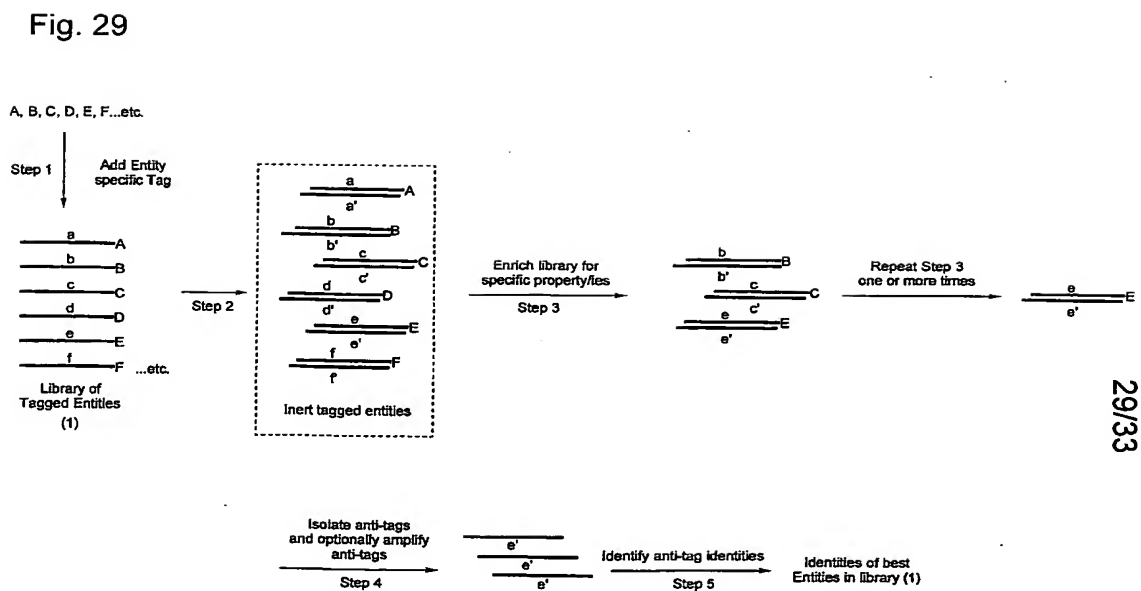 Fig. 29
A, B, C, D, E, F...etc.
Step 1
Add Entity
specific Tag
a
A
b
B
c
C
d
D
e
E
f
F ...etc.
Library of
Tagged Entities
(1)
Step 2
a
A
a'
b
B
b'
c
C
c'
d
D
d'
e
E
e'
f
F
f'
Inert tagged entities
Enrich library for
specific property/ies
Step 3
b
B
b'
c
C
c'
e
E
e'
Repeat Step 3
one or more times
e
E
e'
29/33
Isolate anti-tags
and optionally amplify
anti-tags
Step 4
e'
e'
e'
Identify anti-tag identities
Step 5
Identities of best
Entities in library (1)